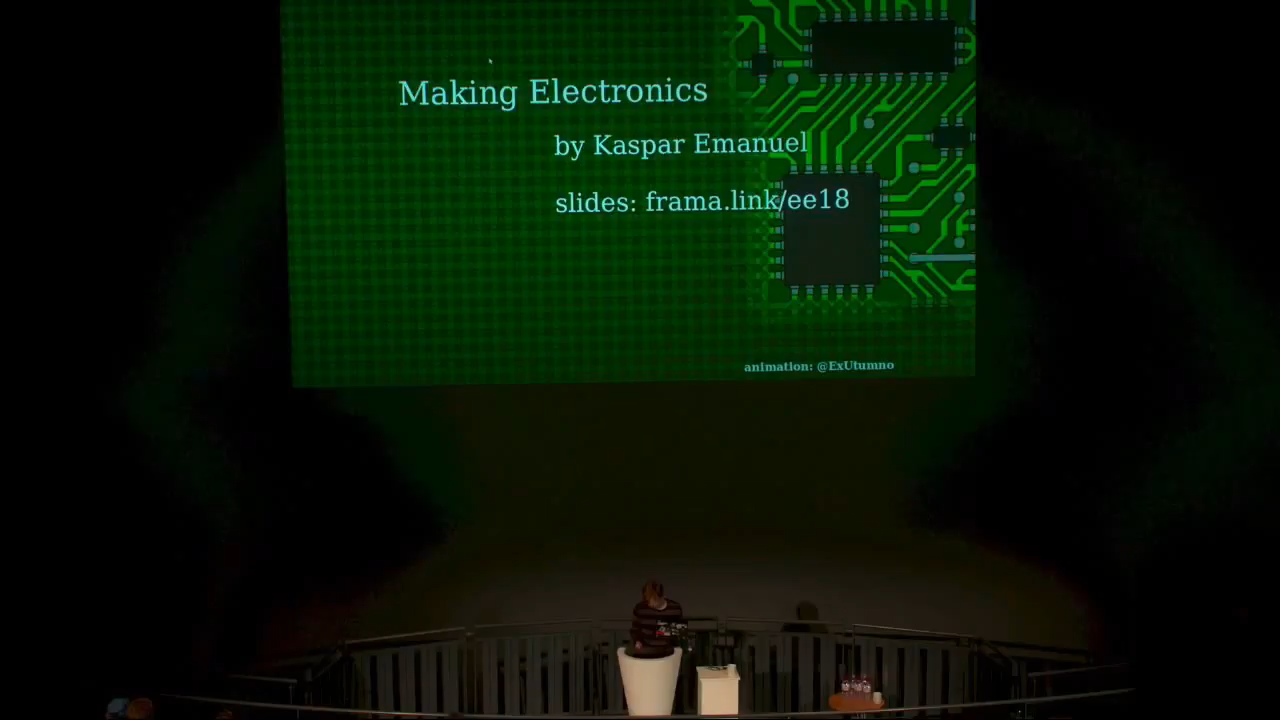 Making Electronics
by Kaspar Emanuel
slides: frama.link/ee18
animation: @ExUtumno